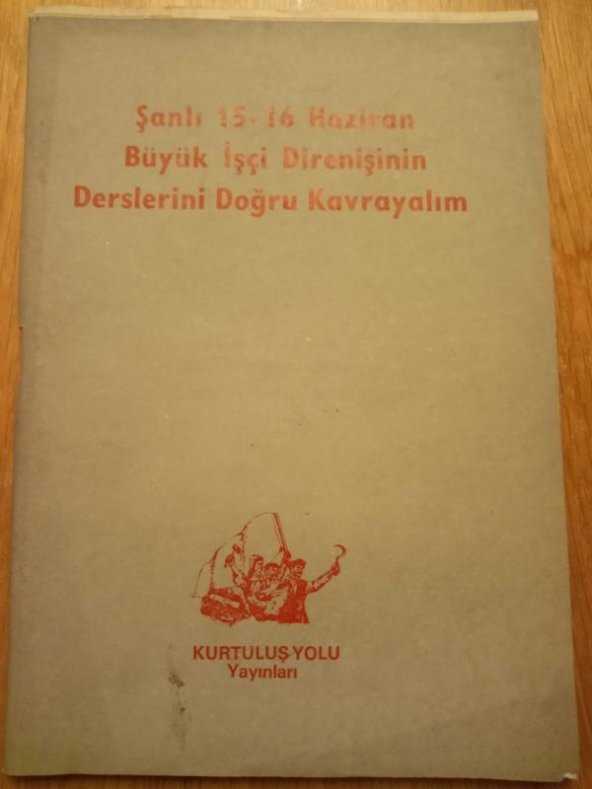 Şanlı 15-16 Haziran
Büyük İşçi Direnişinin
Derslerini Doğru Kavrayalım
KURTULUŞ YOLU
Yayınları